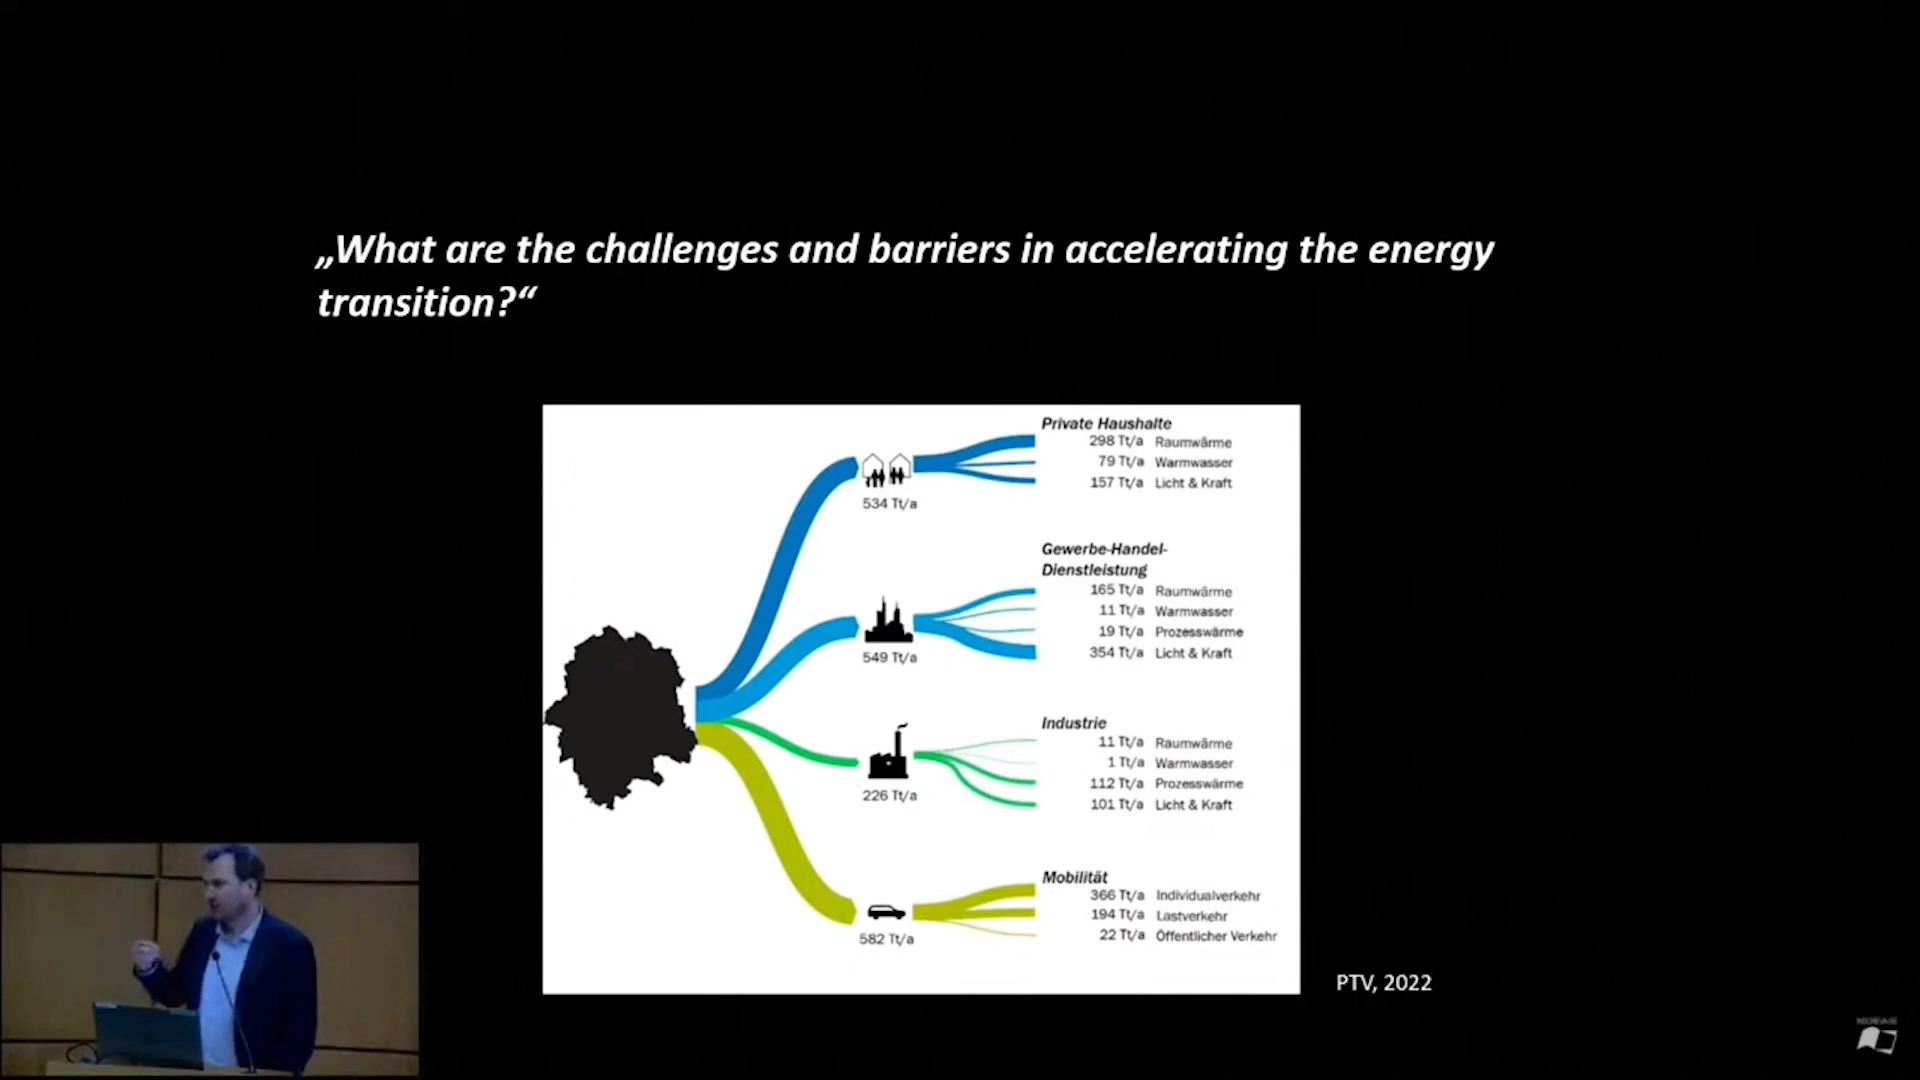 „What are the challenges and barriers in accelerating the energy
transition?“
Private Haushalte
298 Tt/a Raumwärme
79 Tt/a Warmwasser
157 Tt/a Licht & Kraft
534 Tt/a
Gewerbe-Handel-
Dienstleistung
165 Tt/a Raumwärme
11 Tt/a Warmwasser
19 Tt/a Prozesswärme
354 Tt/a Licht & Kraft
549 Tt/a
Industrie
11 Tt/a Raumwärme
1 Tt/a Warmwasser
112 Tt/a Prozesswärme
101 Tt/a Licht & Kraft
226 Tt/a
Mobilität
366 Tt/a Individualverkehr
194 Tt/a Lastverkehr
22 Tt/a Öffentlicher Verkehr
582 Tt/a
PTV, 2022